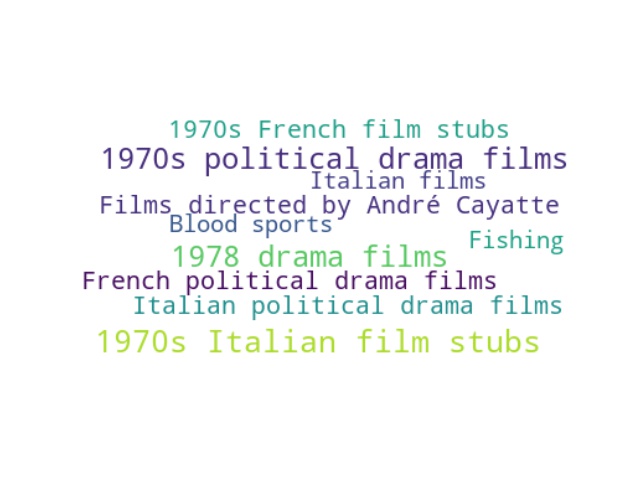 1970s French film stubs
1970s political drama films
Italian films
Films directed by André Cayatte
Blood sports
Fishing
1978 drama films
French political drama films
Italian political drama films
1970s Italian film stubs